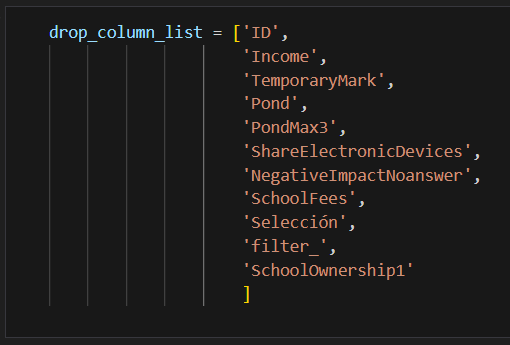 drop_column_list = ['ID',
'Income',
'TemporaryMark',
'Pond',
'PondMax3',
'ShareElectronicDevices',
'NegativeImpactNoanswer',
'SchoolFees',
'Selección',
'filter_',
'SchoolOwnership1'
]